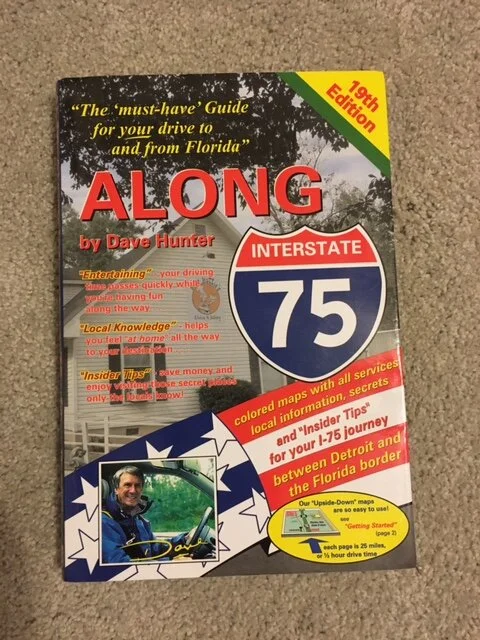 "The 'must-have' Guide
for your drive to
and from Florida"
19th
Edition
ALONG
by Dave Hunter
INTERSTATE
75
"Entertaining" - your driving
time passes quickly while
you're having fun
along the way.
"Local Knowledge" - helps
you feel 'at home' all the way
to your destination
"Insider Tips" - save money and
enjoy visiting those secret places
only the locals know!
colored maps with all services
local information, secrets
and "Insider Tips"
for your I-75 journey
between Detroit and
the Florida border
Dave
Our "Upside-Down" maps
are so easy to use!
see
"Getting Started"
(page 2)
each page is 25 miles,
or ½ hour drive time